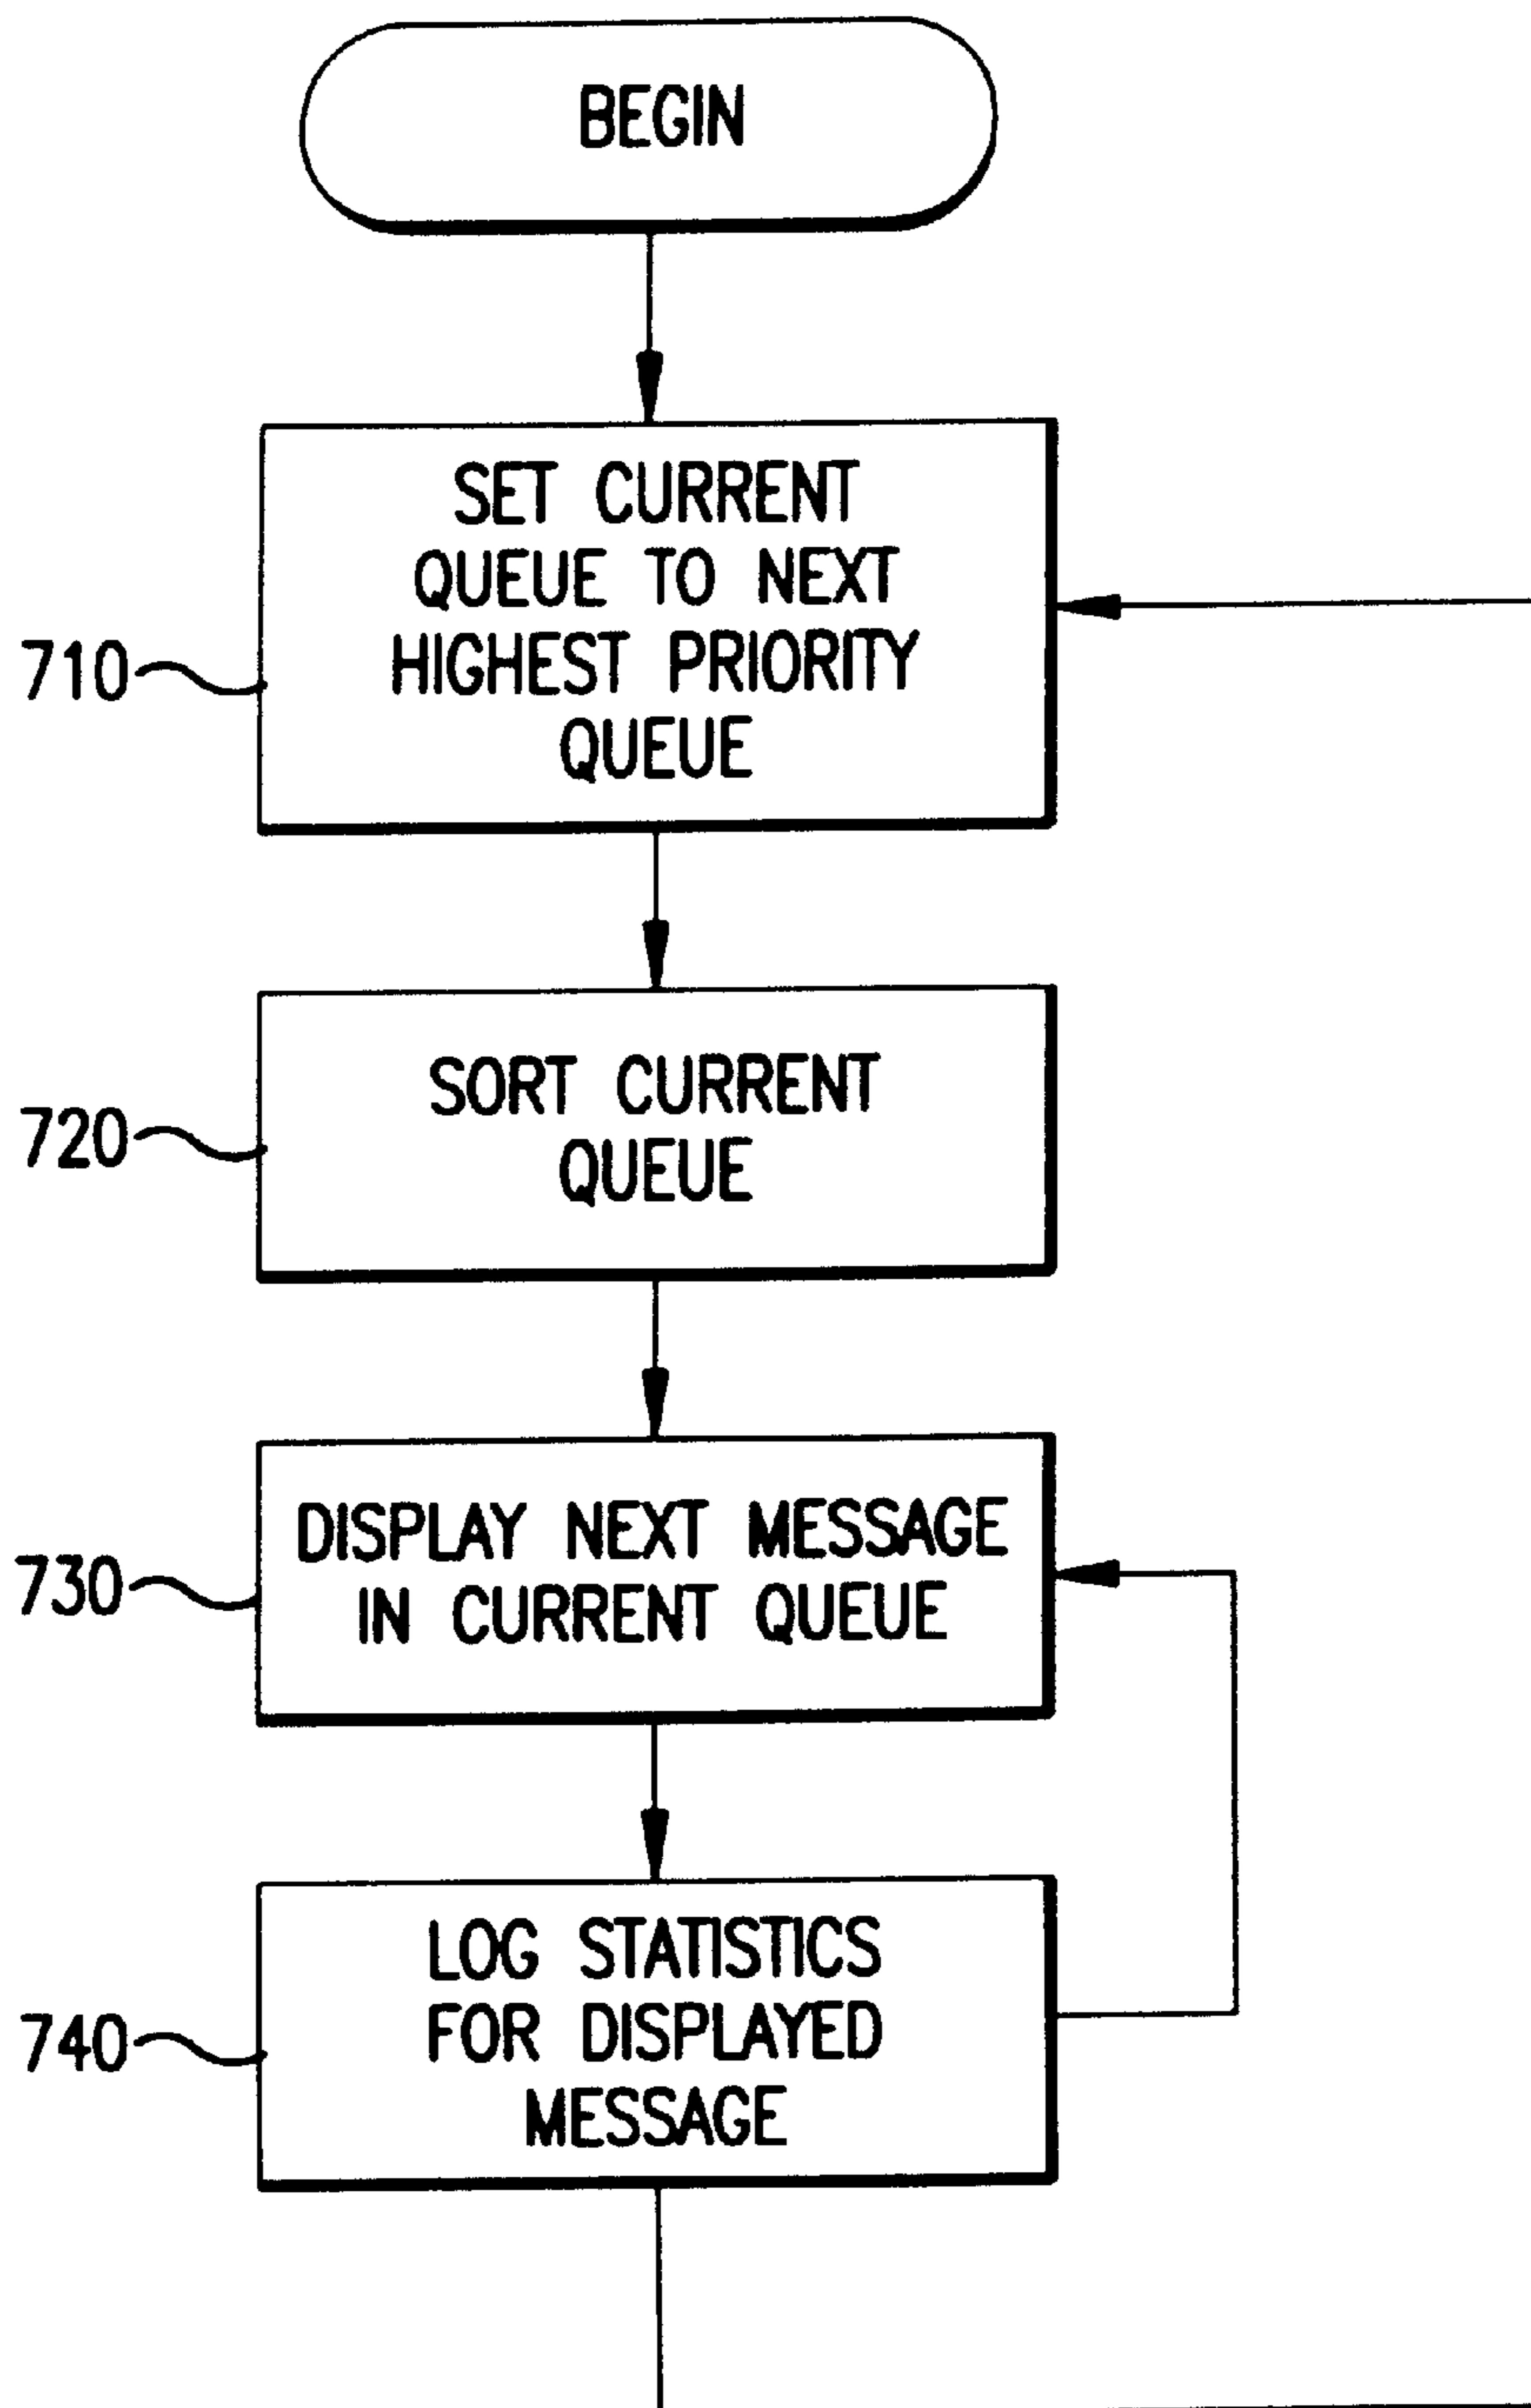 BEGIN
SET CURRENT
QUEUE TO NEXT
HIGHEST PRIORITY
QUEUE
710
SORT CURRENT
QUEUE
720
DISPLAY NEXT MESSAGE
IN CURRENT QUEUE
730
LOG STATISTICS
FOR DISPLAYED
MESSAGE
740